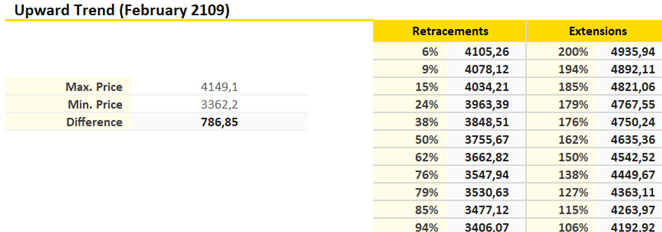 Upward Trend (February 2109)
Retracements Extensions
6% 4105,26 200% 4935,94
9% 4078,12 194% 4892,11
Max. Price 4149,1 15% 4034,21 185% 4821,06
Min. Price 3362,2 24% 3963,39 179% 4767,55
Difference 786,85 38% 3848,51 176% 4750,24
50% 3755,67 162% 4635,36
62% 3662,82 150% 4542,52
76% 3547,94 138% 4449,67
79% 3530,63 127% 4363,11
85% 3477,12 115% 4263,97
94% 3406,07 106% 4192,92